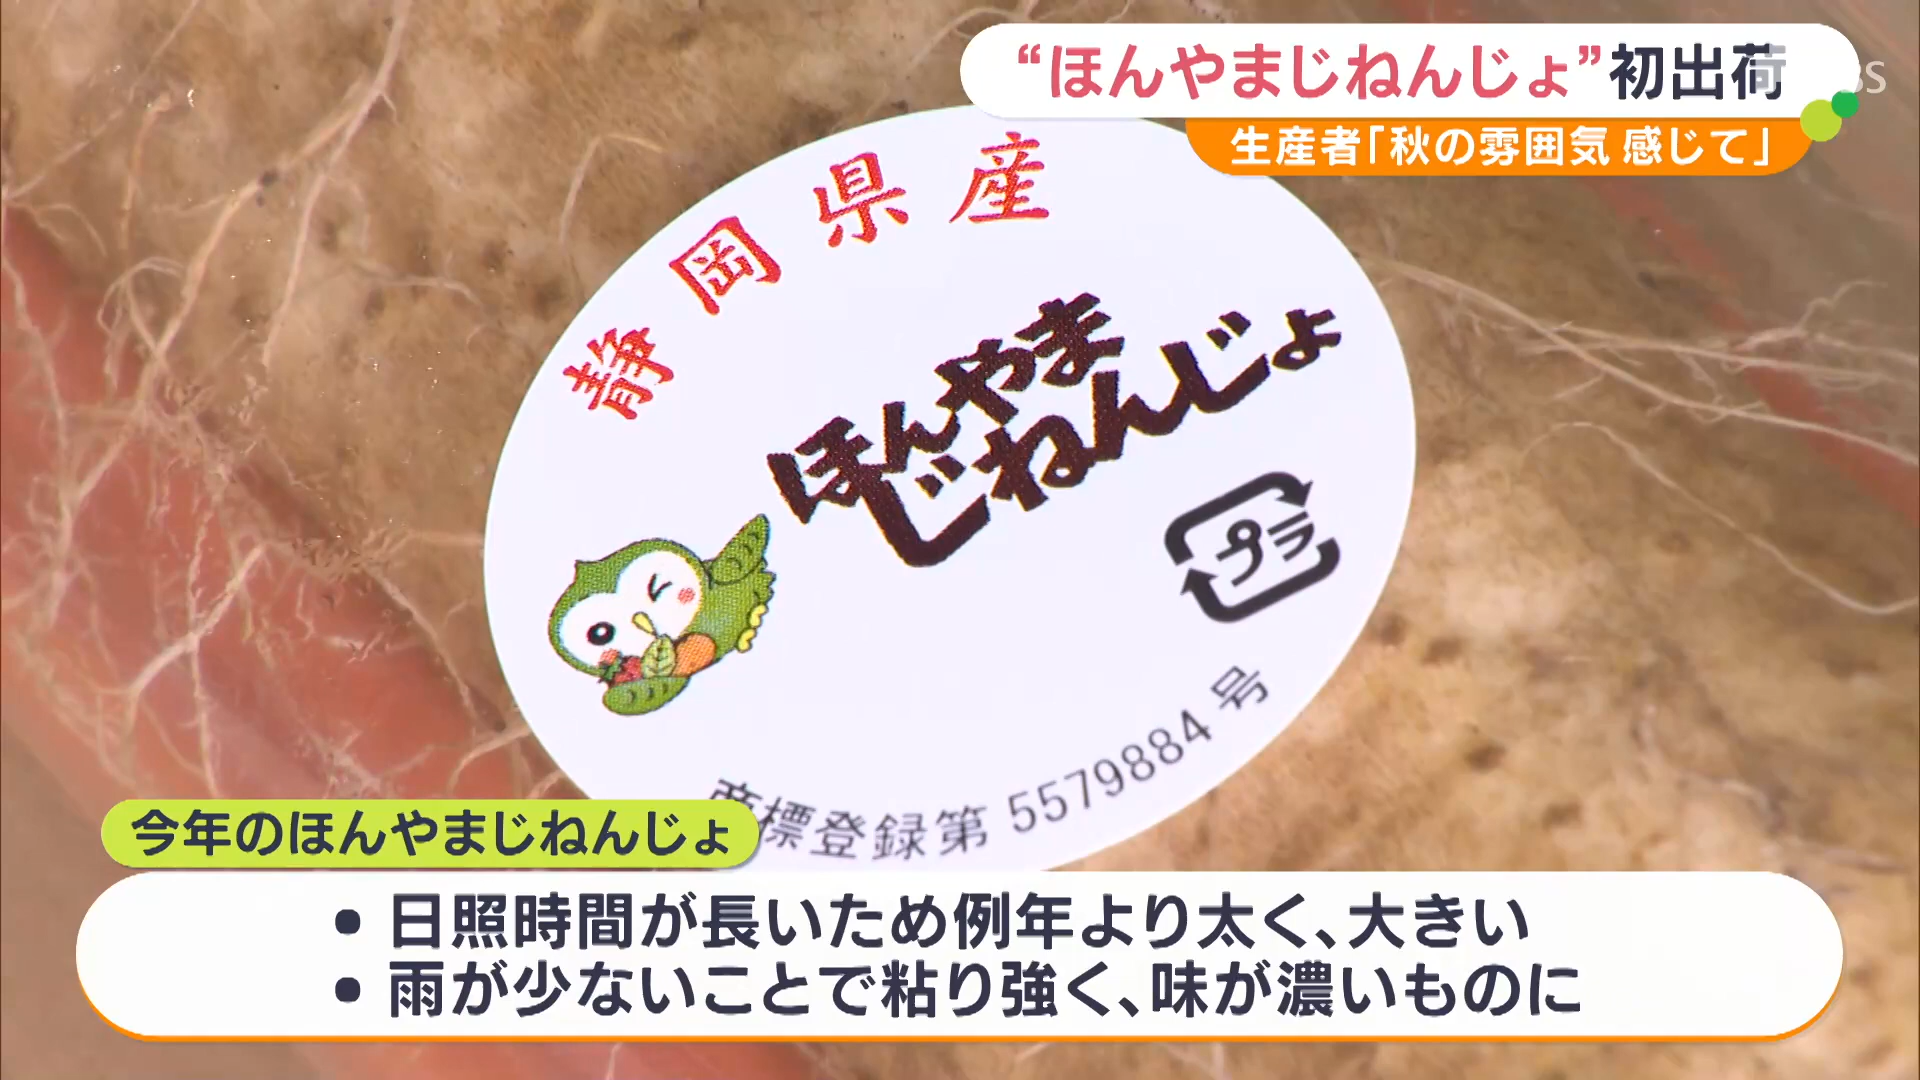 “ほんやまじねんじょ”初出荷
生産者「秋の雰囲気 感じて」
静岡県産
ほんやま
じねんじょ
プラ
商標登録第 5579884 号
今年のほんやまじねんじょ
• 日照時間が長いため例年より太く、大きい
• 雨が少ないことで粘り強く、味が濃いものに